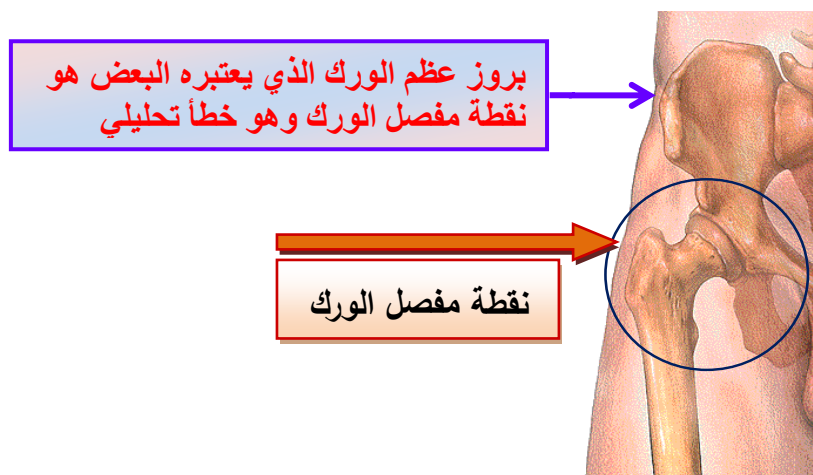 بروز عظم الورك الذي يعتبره البعض هو
نقطة مفصل الورك وهو خطأ تحليلي
نقطة مفصل الورك